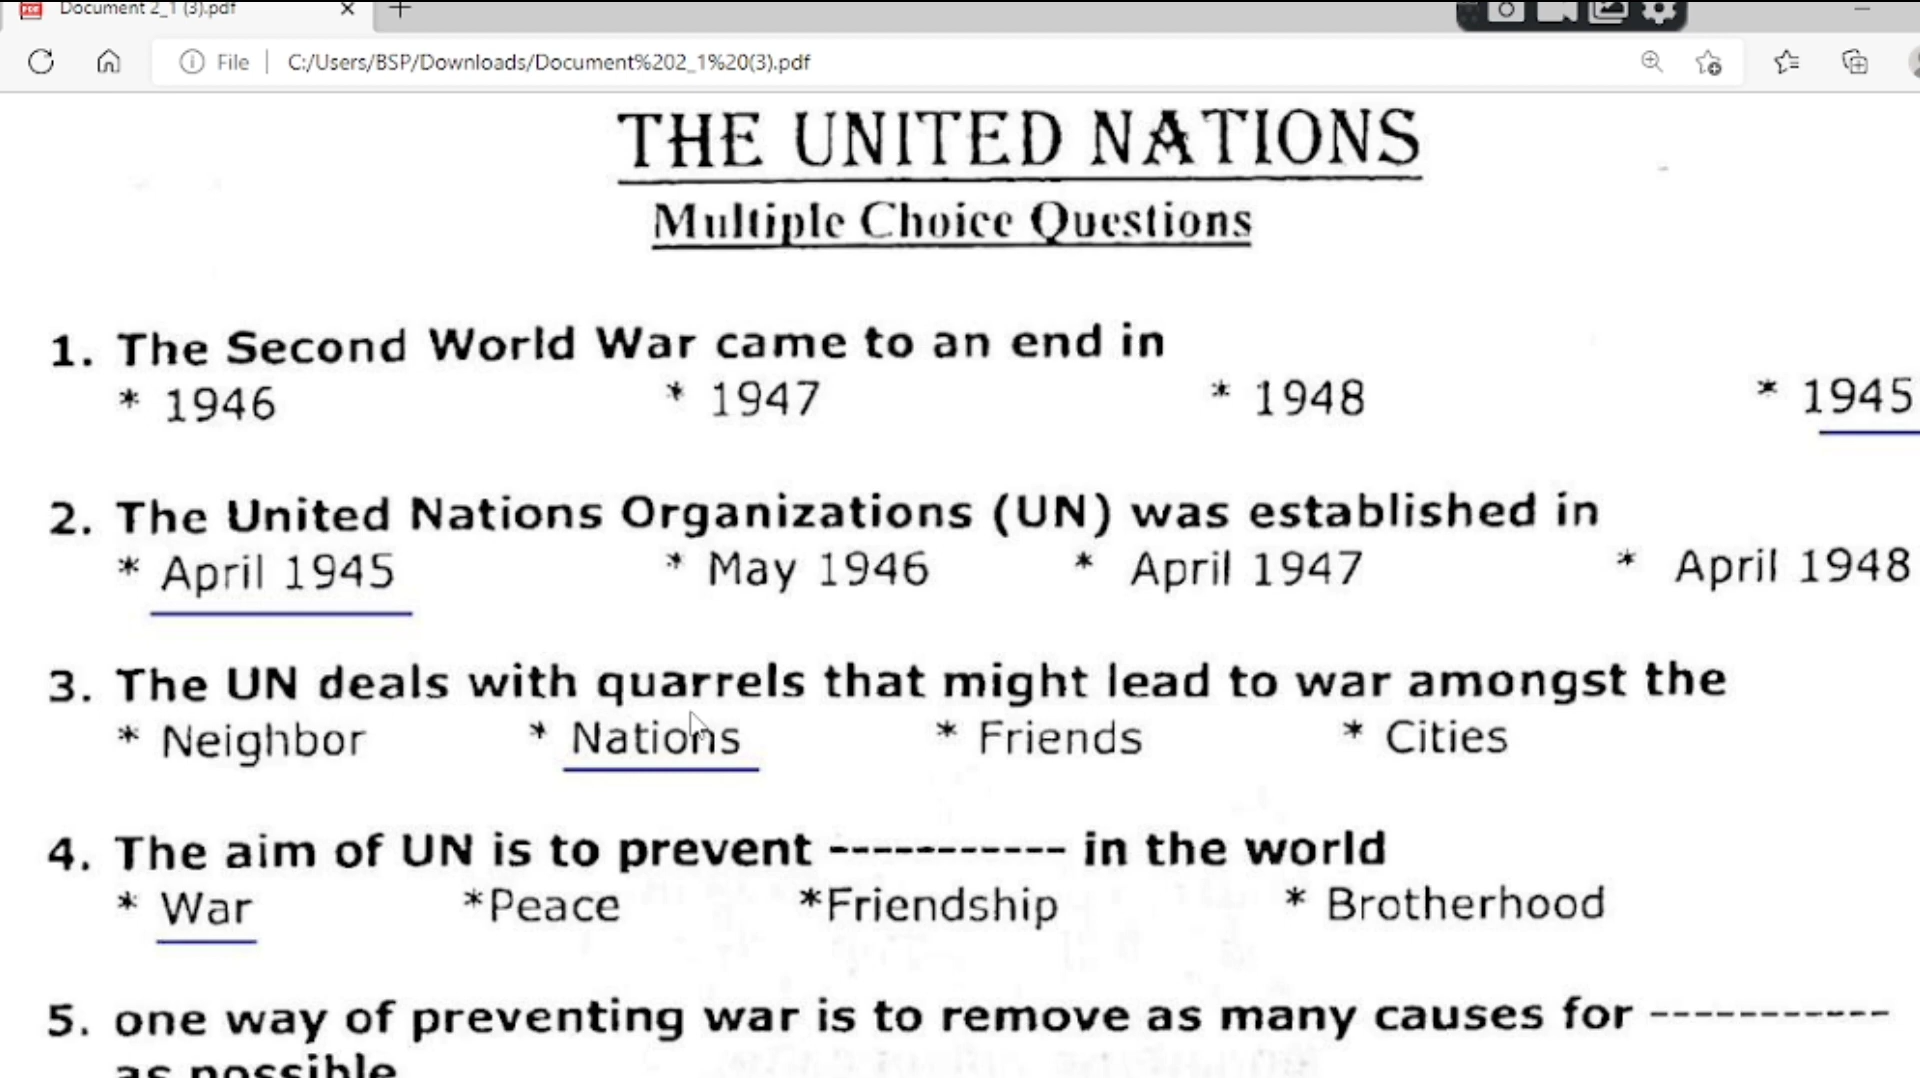 Document 2_1 (3).pdf
File C:/Users/BSP/Downloads/Document%202_1%20(3).pdf
THE UNITED NATIONS
Multiple Choice Questions
1. The Second World War came to an end in
* 1946 * 1947 * 1948 * 1945
2. The United Nations Organizations (UN) was established in
* April 1945 * May 1946 * April 1947 * April 1948
3. The UN deals with quarrels that might lead to war amongst the
* Neighbor * Nations * Friends * Cities
4. The aim of UN is to prevent ----------- in the world
* War *Peace *Friendship * Brotherhood
5. one way of preventing war is to remove as many causes for -----------
as possible